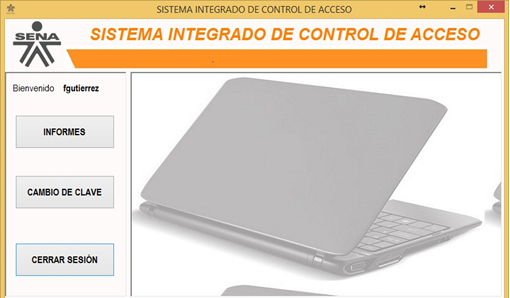 SISTEMA INTEGRADO DE CONTROL DE ACCESO
SENA
SISTEMA INTEGRADO DE CONTROL DE ACCESO
Bienvenido fgutierrez
INFORMES
CAMBIO DE CLAVE
CERRAR SESIÓN